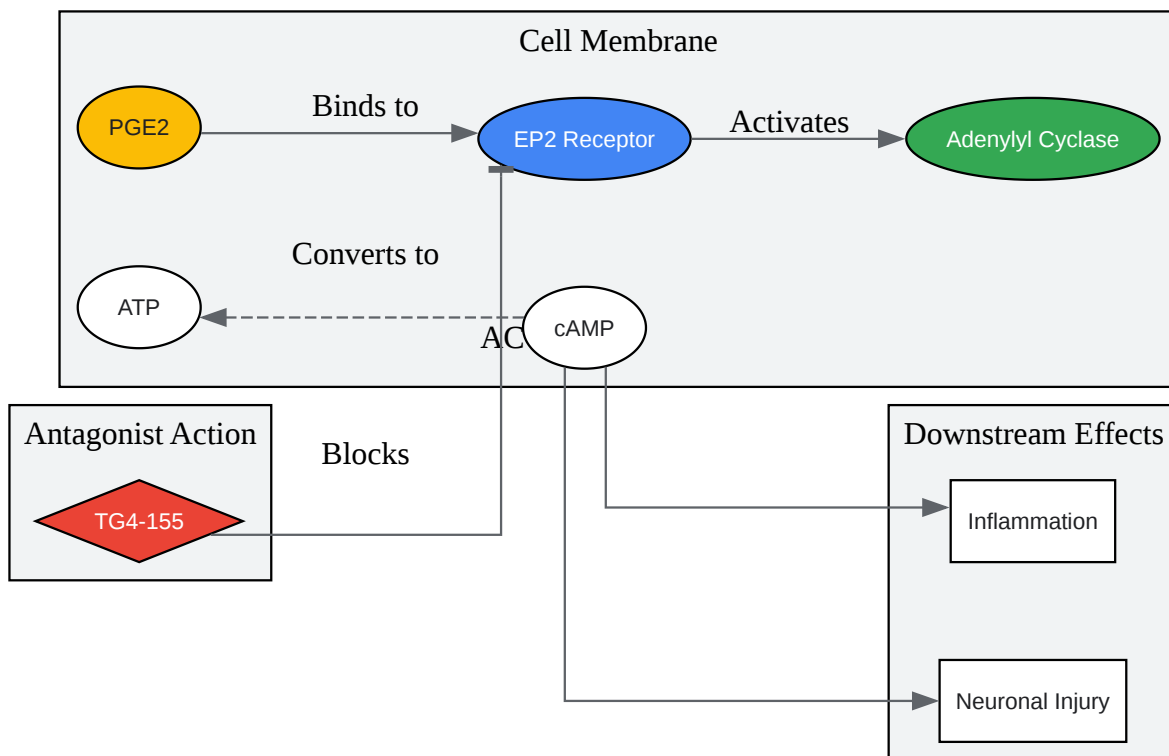 Cell Membrane
PGE2
Binds to
EP2 Receptor
Activates
Adenylyl Cyclase
Converts to
ATP
AC
cAMP
Antagonist Action
Blocks
TG4-155
Downstream Effects
Inflammation
Neuronal Injury